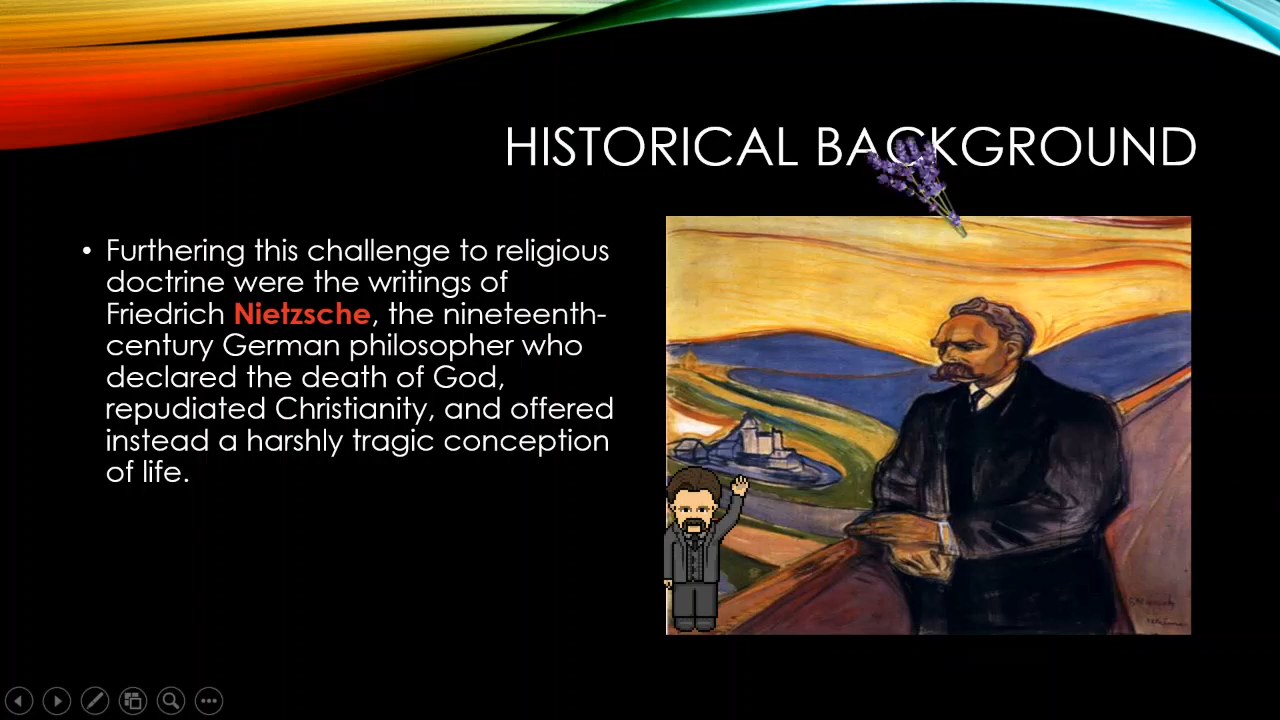 HISTORICAL BACKGROUND
• Furthering this challenge to religious
doctrine were the writings of
Friedrich Nietzsche, the nineteenth-
century German philosopher who
declared the death of God,
repudiated Christianity, and offered
instead a harshly tragic conception
of life.